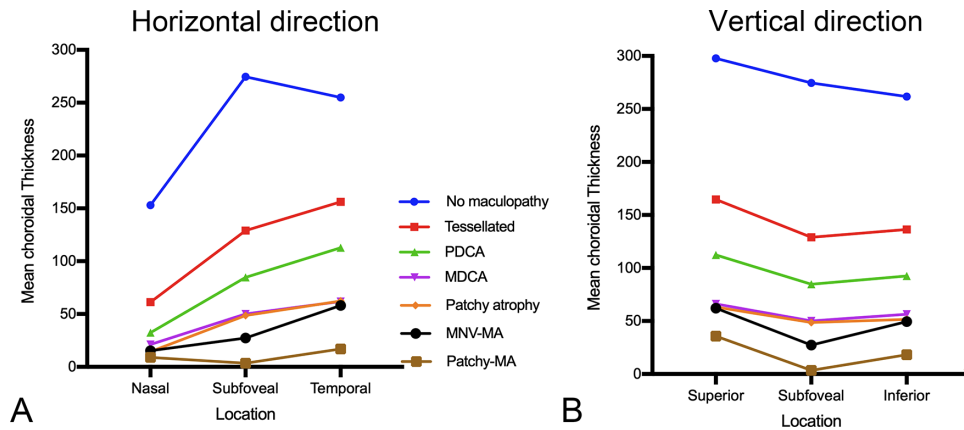 Horizontal direction
Vertical direction
Mean choroidal Thickness
300
250
200
150
100
50
0
Nasal
Subfoveal
Temporal
Location
A
No maculopathy
Tessellated
PDCA
MDCA
Patchy atrophy
MNV-MA
Patchy-MA
Mean choroidal Thickness
300
250
200
150
100
50
0
Superior
Subfoveal
Inferior
Location
B